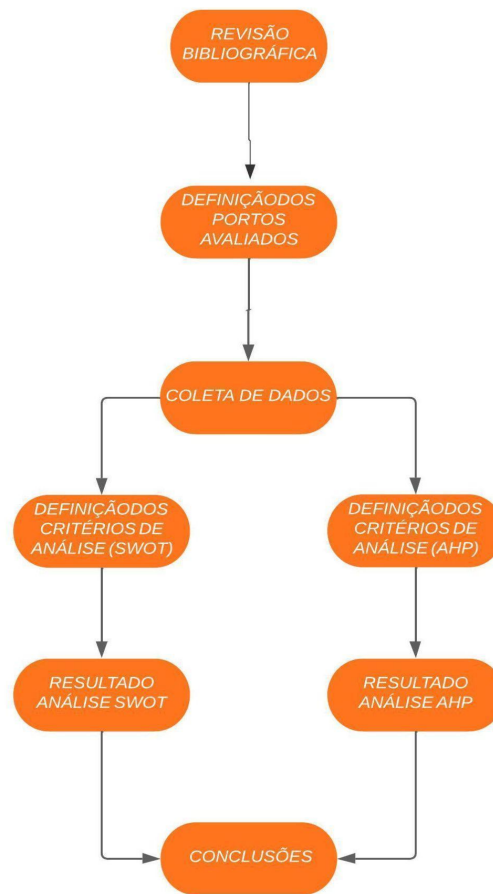 REVISÃO
BIBLIOGRÁFICA
DEFINIÇÃODOS
PORTOS
AVALIADOS
COLETA DE DADOS
DEFINIÇÃODOS
CRITÉRIOS DE
ANÁLISE (SWOT)
DEFINIÇÃODOS
CRITÉRIOS DE
ANÁLISE (AHP)
RESULTADO
ANÁLISE SWOT
RESULTADO
ANÁLISE AHP
CONCLUSÕES